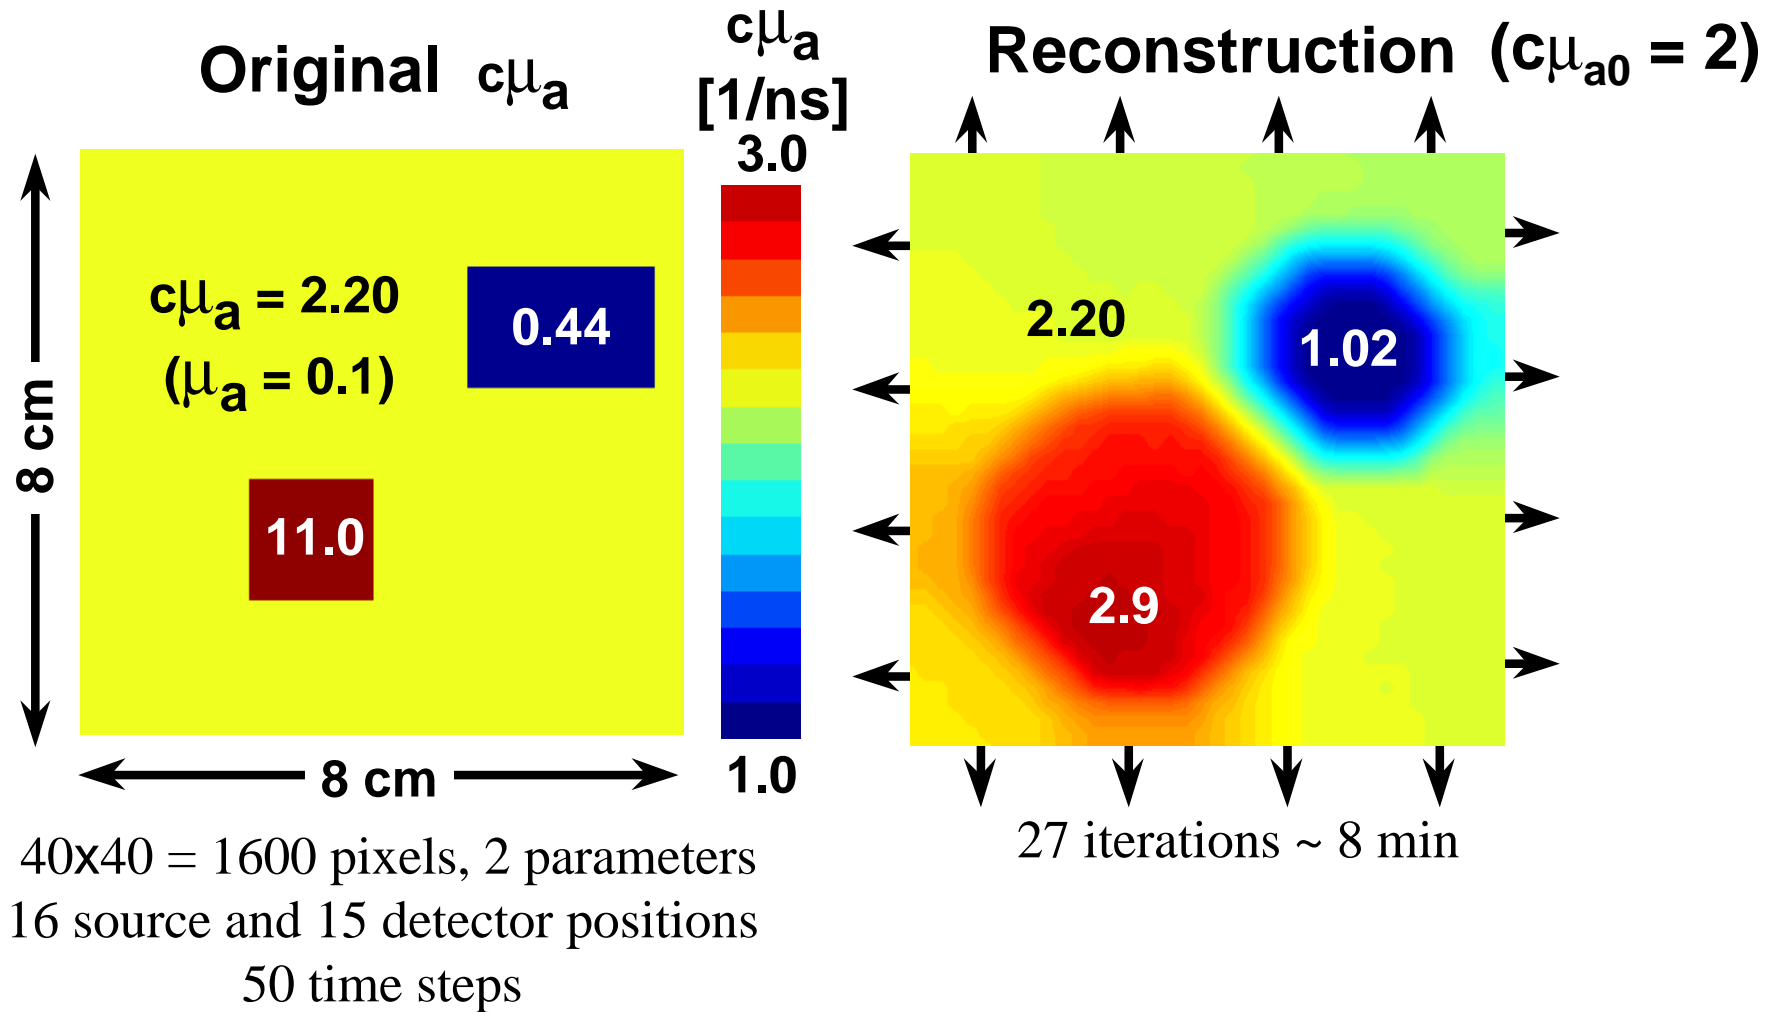 Original cμa
cμa
[1/ns]
3.0
1.0
Reconstruction (cμa0 = 2)
8 cm
cμa = 2.20
(μa = 0.1)
0.44
11.0
8 cm
2.20
1.02
2.9
40x40 = 1600 pixels, 2 parameters
16 source and 15 detector positions
50 time steps
27 iterations ~ 8 min